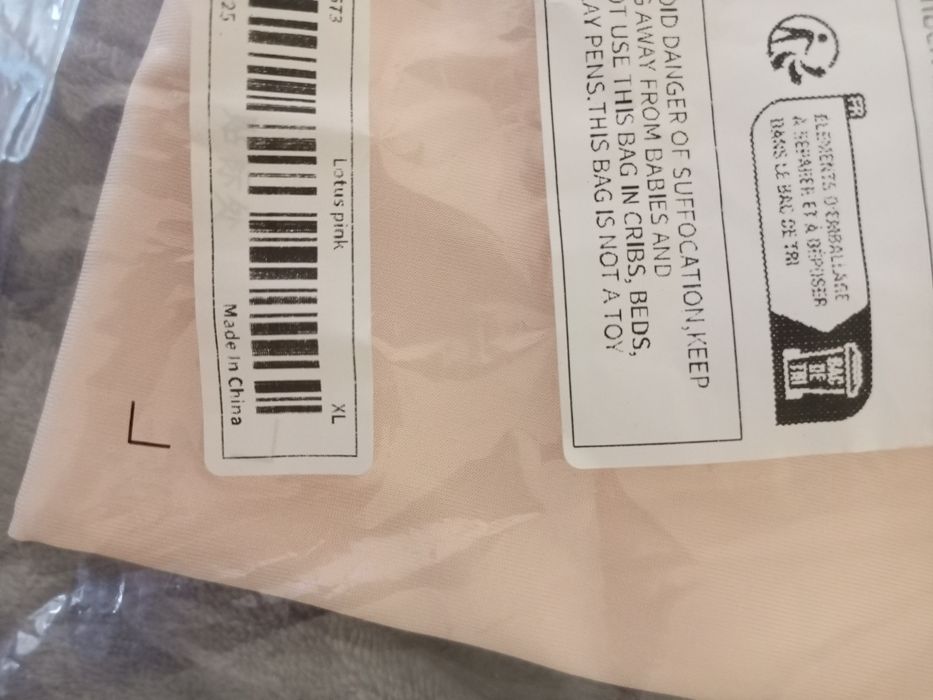 673
25
Lotus pink
XL
Made In China
OID DANGER OF SUFFOCATION,KEEP
G AWAY FROM BABIES AND
OT USE THIS BAG IN CRIBS, BEDS,
AY PENS.THIS BAG IS NOT A TOY
FR
ÉLÉMENTS D'EMBALLAGE
À SÉPARER ET À DÉPOSER
DANS LE BAC DE TRI
BAC
DE
TRI